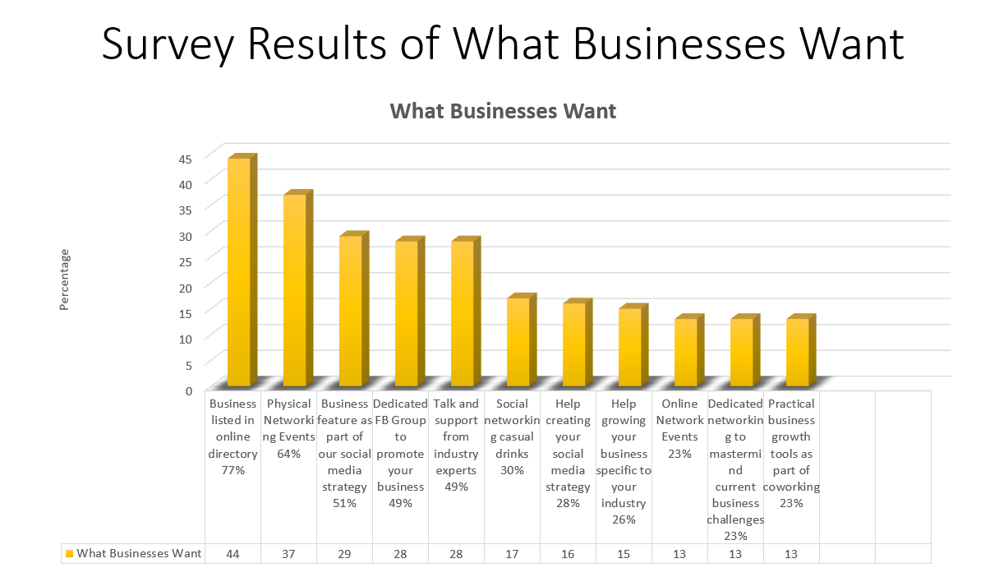 Survey Results of What Businesses Want
What Businesses Want
Percentage
45
40
35
30
25
20
15
10
5
0
Business
listed in
online
directory
77%
Physical
Networki
ng Events
64%
Business
feature as
part of
our social
media
strategy
51%
Dedicated
FB Group
to
promote
your
business
49%
Talk and
support
from
industry
experts
49%
Social
networkin
g casual
drinks
30%
Help
creating
your
social
media
strategy
28%
Help
growing
your
business
specific to
your
industry
26%
Online
Network
Events
23%
Dedicated
networkin
g to
mastermi
nd
current
business
challenges
23%
Practical
business
growth
tools as
part of
coworking
23%
What Businesses Want 44 37 29 28 28 17 16 15 13 13 13